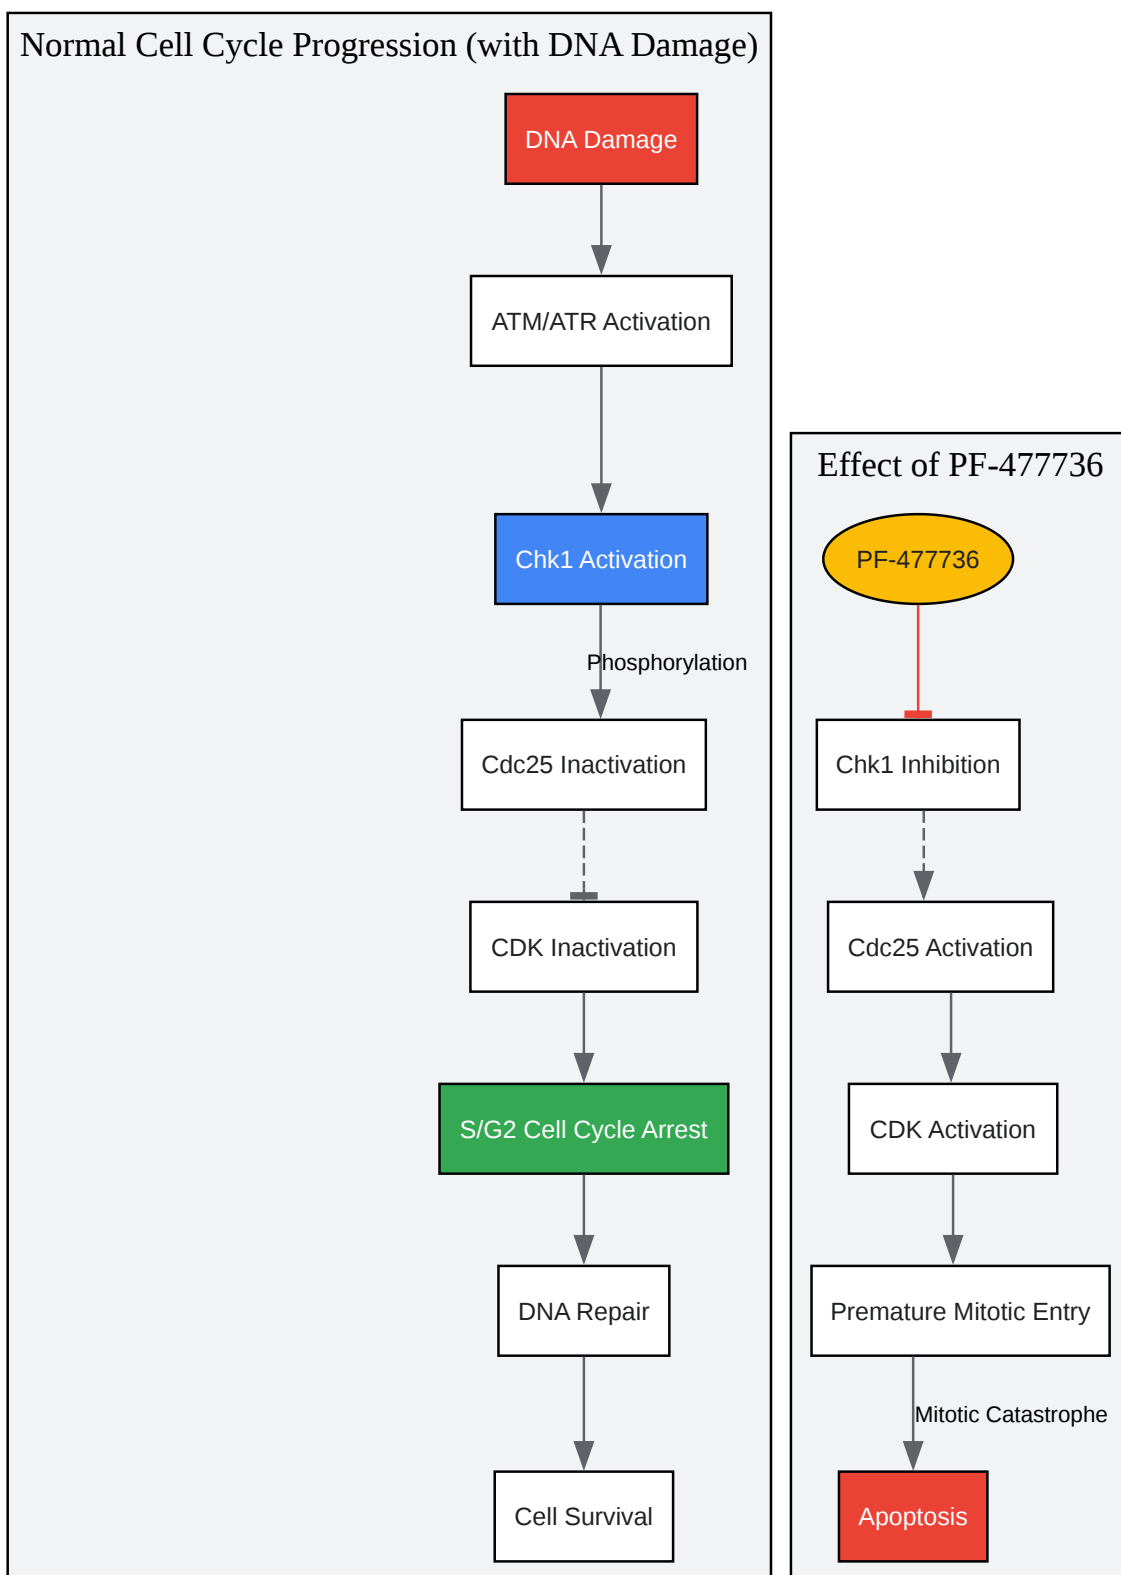 Normal Cell Cycle Progression (with DNA Damage)
DNA Damage
ATM/ATR Activation
Chk1 Activation
Phosphorylation
Cdc25 Inactivation
CDK Inactivation
S/G2 Cell Cycle Arrest
DNA Repair
Cell Survival
Effect of PF-477736
PF-477736
Chk1 Inhibition
Cdc25 Activation
CDK Activation
Premature Mitotic Entry
Mitotic Catastrophe
Apoptosis